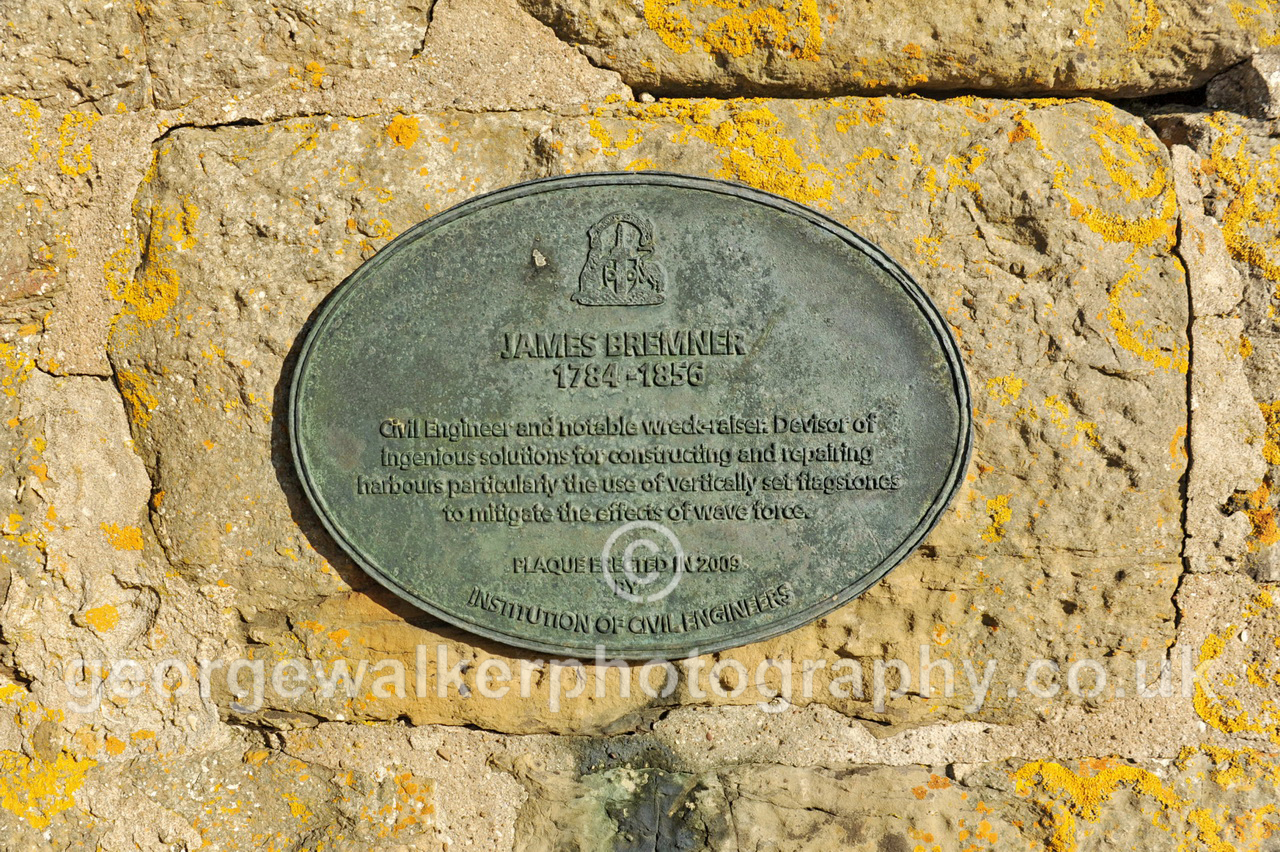 JAMES BREMNER
1784-1856
Civil Engineer and notable wreck-raiser. Devisor of
ingenious solutions for constructing and repairing
harbours particularly the use of vertically set flagstones
to mitigate the effects of wave force.
PLAQUE ERECTED IN 2009
BY
INSTITUTION OF CIVIL ENGINEERS
©
georgewalkerphotography.co.uk